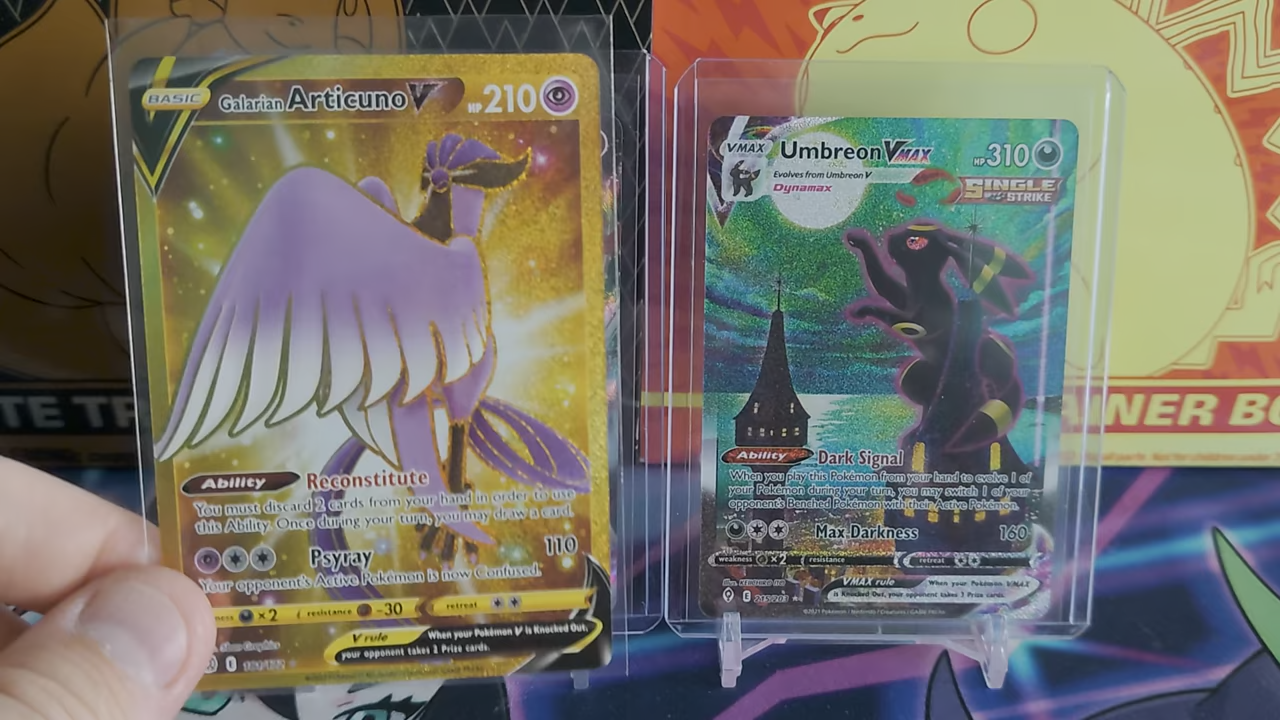 BASIC
Galarian Articuno V
HP 210
Ability Reconstitute
You must discard 2 cards from your hand in order to use
this Ability. Once during your turn, you may draw a card.
Psyray 110
Your opponent's Active Pokémon is now Confused.
×2 resistance -30 retreat
V rule When your Pokémon V is Knocked Out,
your opponent takes 2 Prize cards.
VMAX
Umbreon VMAX
HP 310
Evolves from Umbreon V
Dynamax
SINGLE
STRIKE
Ability Dark Signal
When you play this Pokémon from your hand to evolve 1 of
your Pokémon during your turn, you may switch 1 of your
opponent's Benched Pokémon with their Active Pokémon.
Max Darkness 160
weakness ×2 resistance retreat
VMAX rule When your Pokémon VMAX
is Knocked Out, your opponent takes 3 Prize cards.
E 215/203
©2021 Pokémon / Nintendo / Creatures / GAME FREAK
TE TR
AINER BO